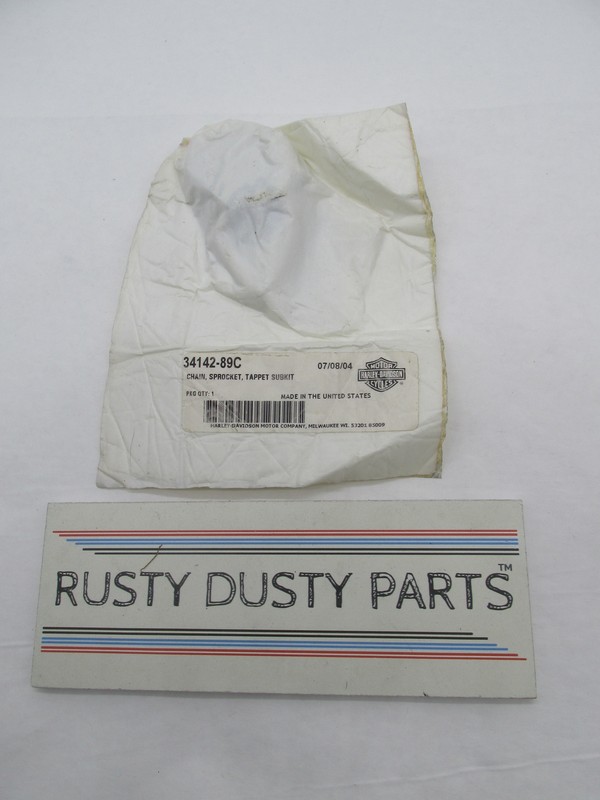 34142-89C 07/08/04
CHAIN, SPROCKET, TAPPET SUBKIT
PKG QTY: 1 MADE IN THE UNITED STATES
MOTOR
HARLEY-DAVIDSON
CYCLES
HARLEY-DAVIDSON MOTOR COMPANY, MILWAUKEE WI. 53201 USA
RUSTY DUSTY PARTS™